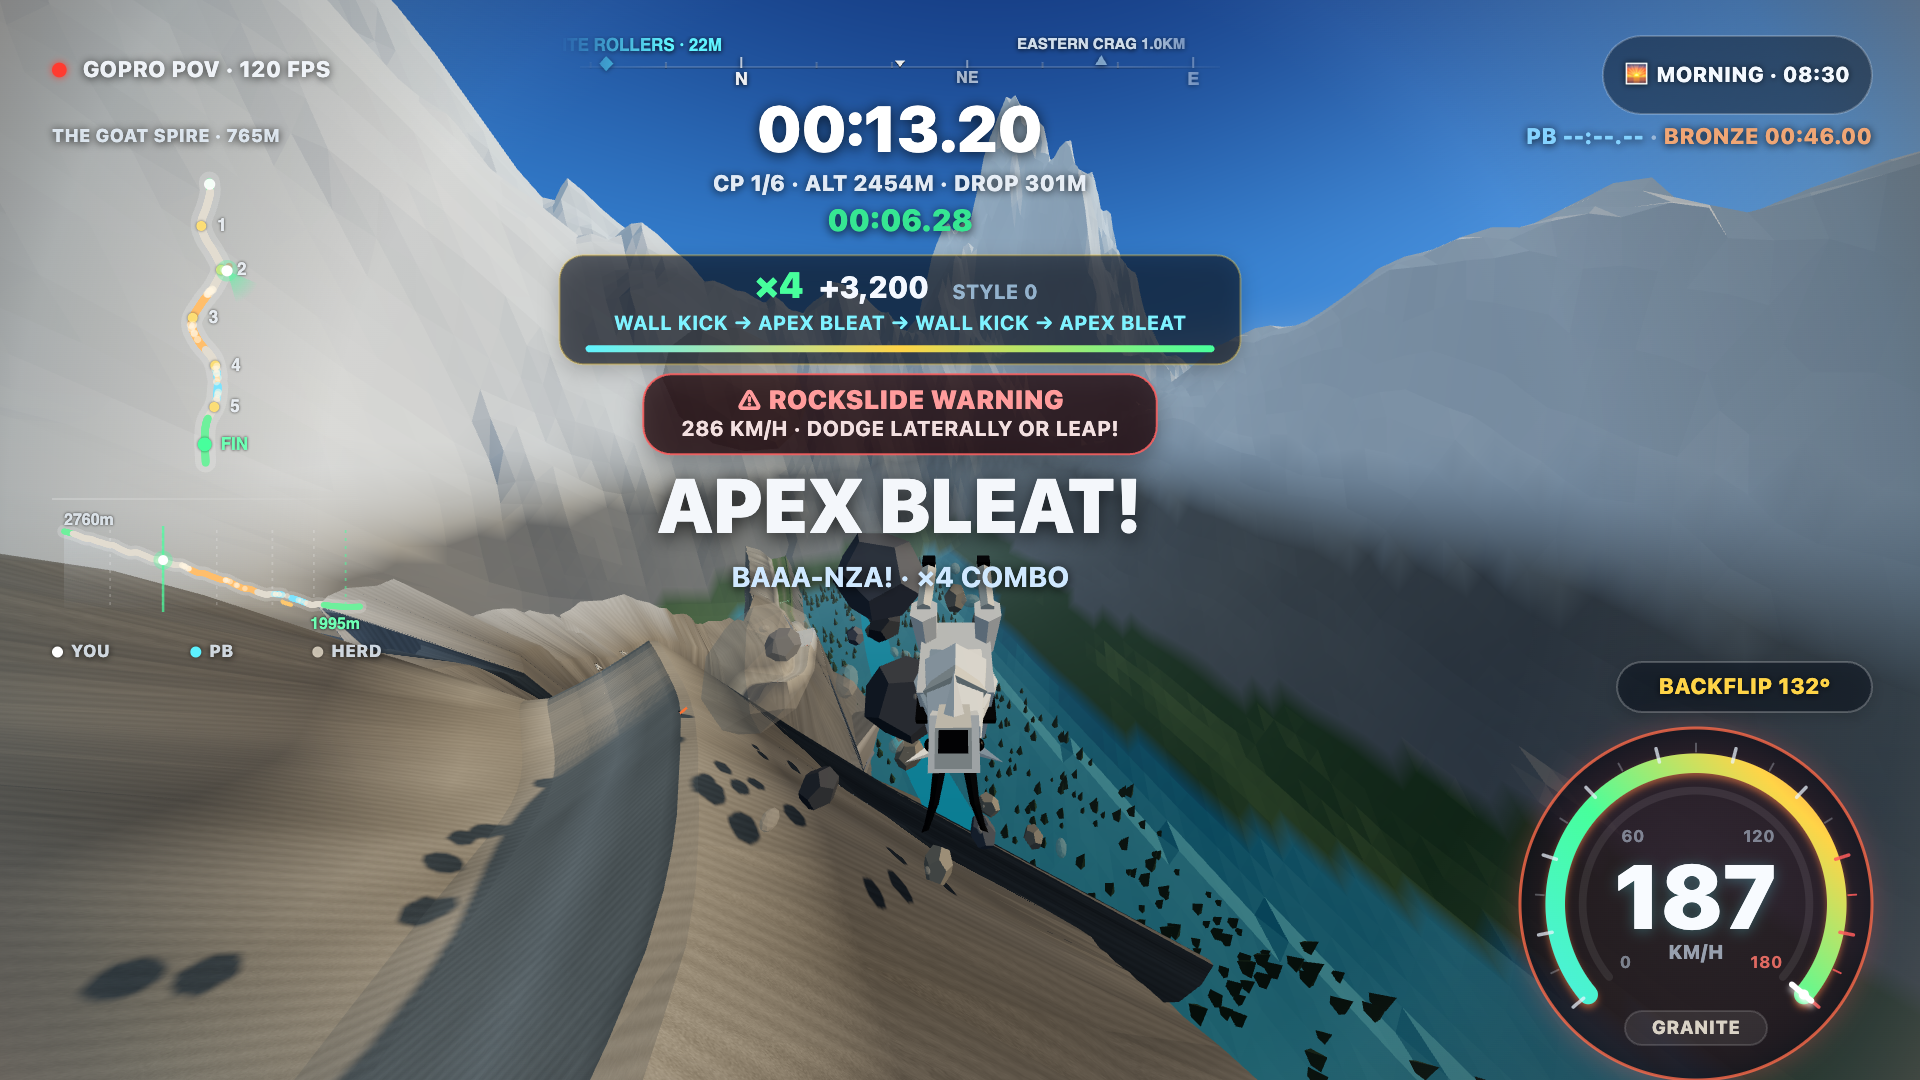 GOPRO POV · 120 FPS
THE GOAT SPIRE · 765M
1
2
3
4
5
FIN
2760m
1995m
YOU
PB
HERD
ROLLERS · 22M
EASTERN CRAG 1.0KM
N
NE
E
00:13.20
CP 1/6 · ALT 2454M · DROP 301M
00:06.28
×4 +3,200 STYLE 0
WALL KICK → APEX BLEAT → WALL KICK → APEX BLEAT
⚠ ROCKSLIDE WARNING
286 KM/H · DODGE LATERALLY OR LEAP!
APEX BLEAT!
BAAA-NZA! · ×4 COMBO
MORNING · 08:30
PB --:--.-- · BRONZE 00:46.00
BACKFLIP 132°
60
120
187
KM/H
0
180
GRANITE